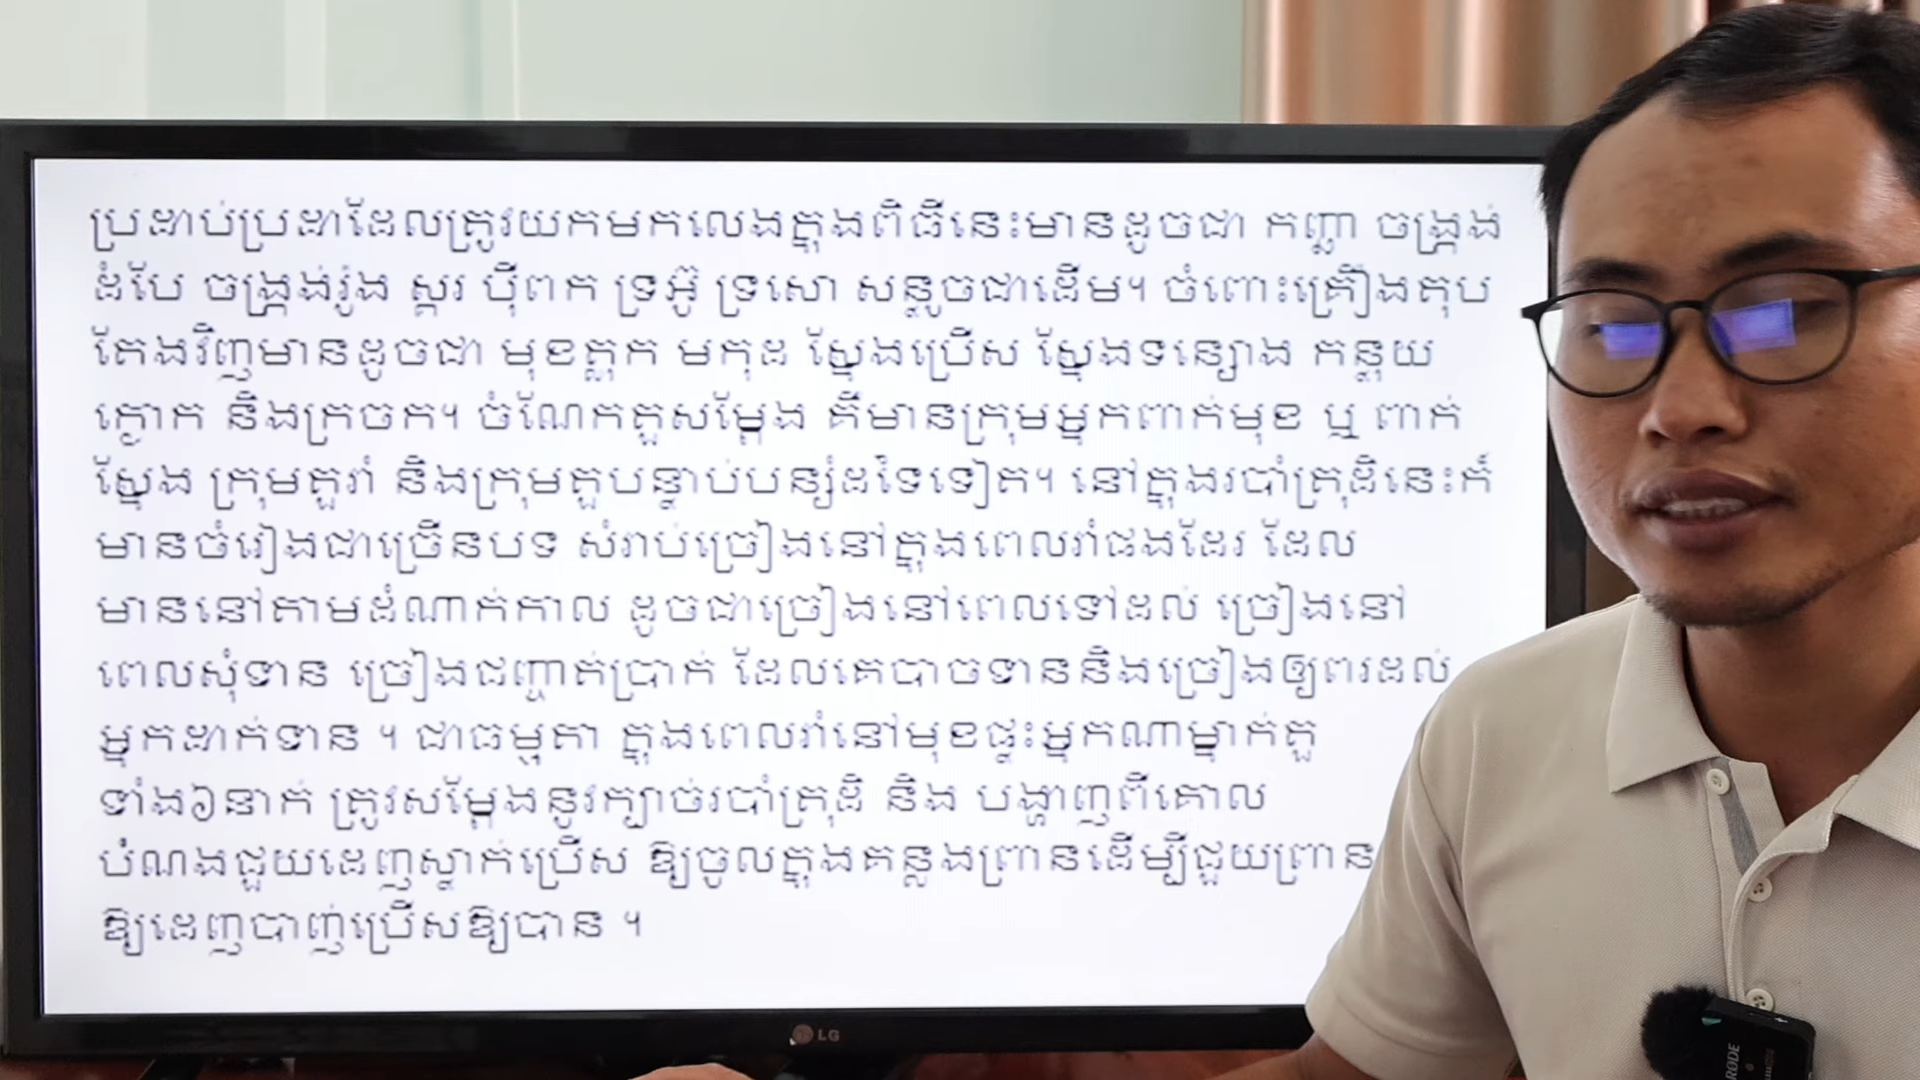 ប្រដាប់ប្រដាដែលត្រូវយកមកលេងក្នុងពិធីនេះមានដូចជា កញ្ឆា ចង្ក្រង់
ដំបែ ចង្ក្រង់រ៉ូង ស្គរ ប៉ីពក ទ្រអ៊ូ ទ្រសោ សន្លូចជាដើម។ ចំពោះគ្រឿងតុប
តែងវិញមានដូចជា មុខត្លុក មកុដ ស្នែងប្រើស ស្នែងទន្សោង កន្ទុយ
ក្ងោក និងក្រចក។ ចំណែកតួសម្តែង គឺមានក្រុមអ្នកពាក់មុខ ឬ ពាក់
ស្នែង ក្រុមតួរាំ និងក្រុមតួបន្ទាប់បន្សំដទៃទៀត។ នៅក្នុងរបាំត្រុដិនេះក៏
មានចំរៀងជាច្រើនបទ សំរាប់ច្រៀងនៅក្នុងពេលរាំផងដែរ ដែល
មាននៅតាមដំណាក់កាល ដូចជាច្រៀងនៅពេលទៅដល់ ច្រៀងនៅ
ពេលសុំទាន ច្រៀងជញ្ជាត់ប្រាក់ ដែលគេបាចទាននិងច្រៀងឲ្យពរដល់
អ្នកដាក់ទាន ។ ជាធម្មតា ក្នុងពេលរាំនៅមុខផ្ទះអ្នកណាម្នាក់តួ
ទាំង៦នាក់ ត្រូវសម្តែងនូវក្បាច់របាំត្រុដិ និង បង្ហាញពីគោល
បំណងជួយដេញស្ទាក់ប្រើស ឱ្យចូលក្នុងគន្លងព្រានដើម្បីជួយព្រាន
ឱ្យដេញបាញ់ប្រើសឱ្យបាន ។
LG
RODE